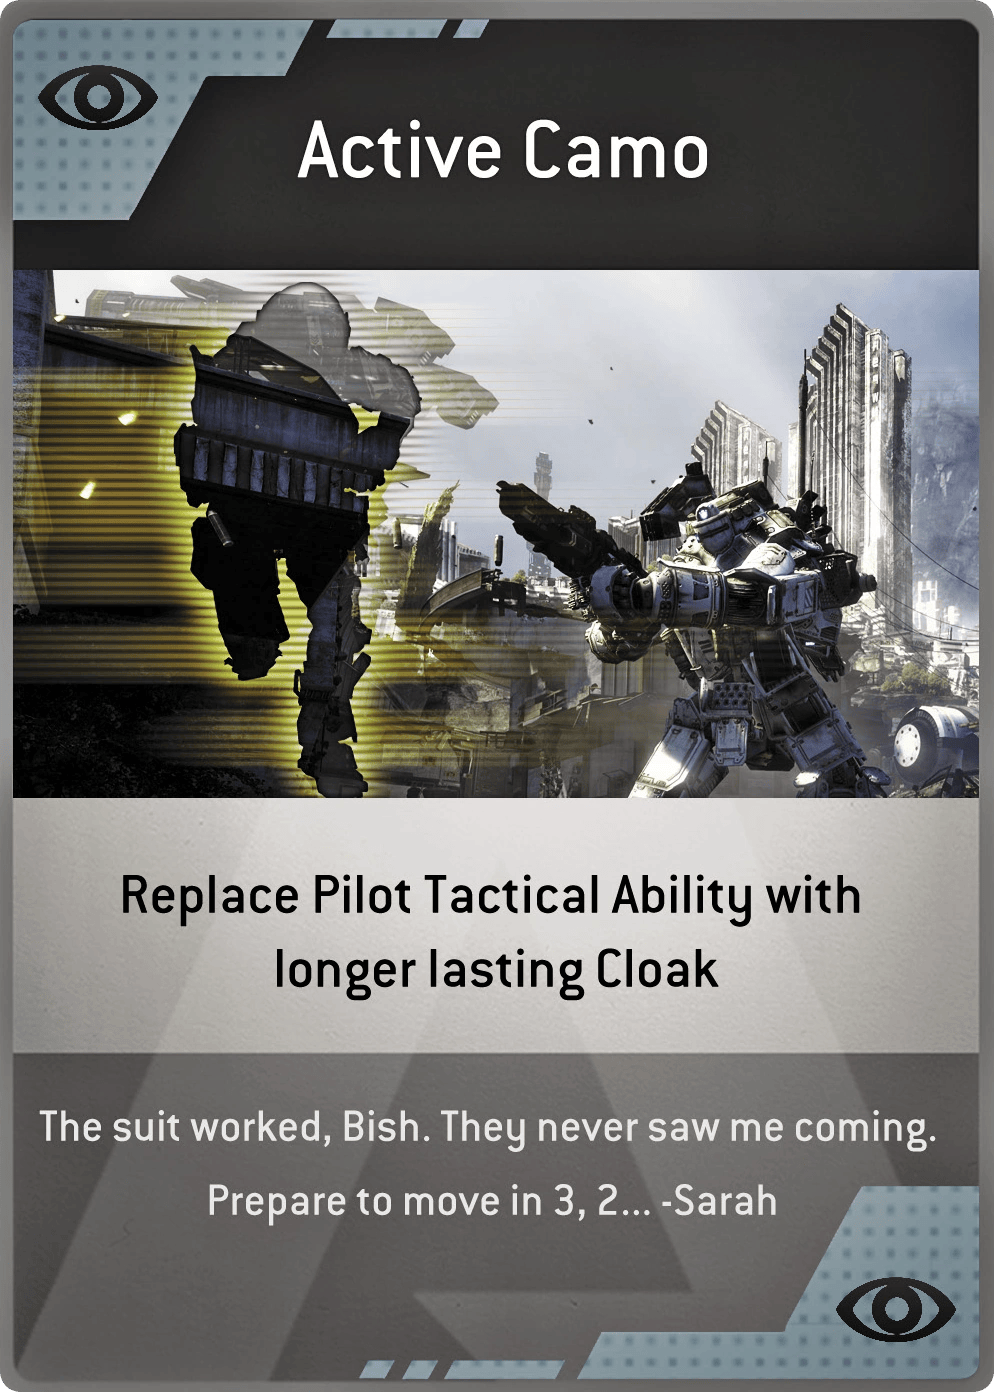 Active Camo
Replace Pilot Tactical Ability with
longer lasting Cloak
The suit worked, Bish. They never saw me coming.
Prepare to move in 3, 2... -Sarah